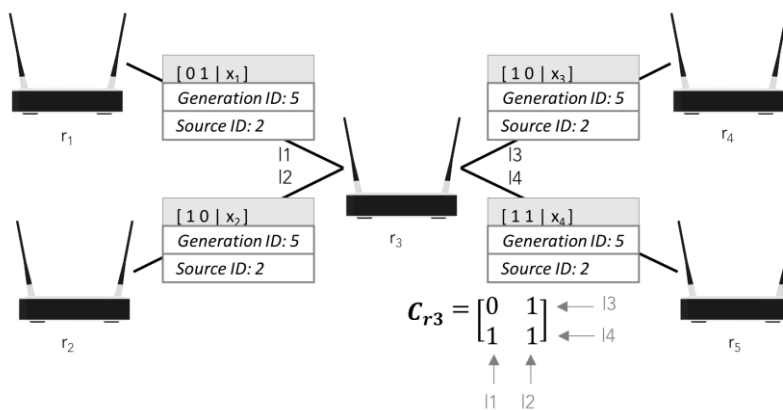 [ 0 1 | x₁ ]
Generation ID: 5
Source ID: 2
r₁
[ 1 0 | x₃ ]
Generation ID: 5
Source ID: 2
r₄
l1
l2
l3
l4
[ 1 0 | x₂ ]
Generation ID: 5
Source ID: 2
r₂
r₃
[ 1 1 | x₄ ]
Generation ID: 5
Source ID: 2
r₅
C_r3 = [0 1
1 1]
l3
l4
l1 l2